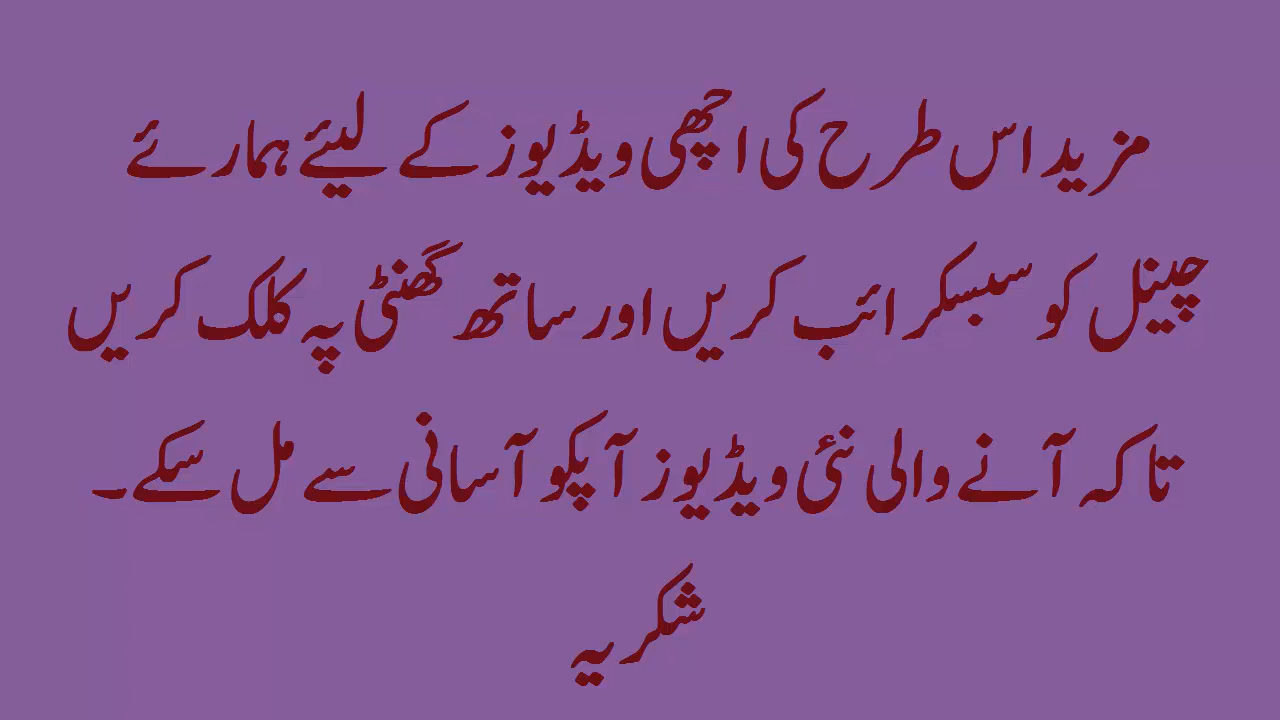 مزید اس طرح کی اچھی ویڈیوز کے لیئے ہمارے
چینل کو سبسکرائب کریں اور ساتھ گھنٹی پہ کلک کریں
تاکہ آنے والی نئی ویڈیوز آپکو آسانی سے مل سکے۔
شکریہ